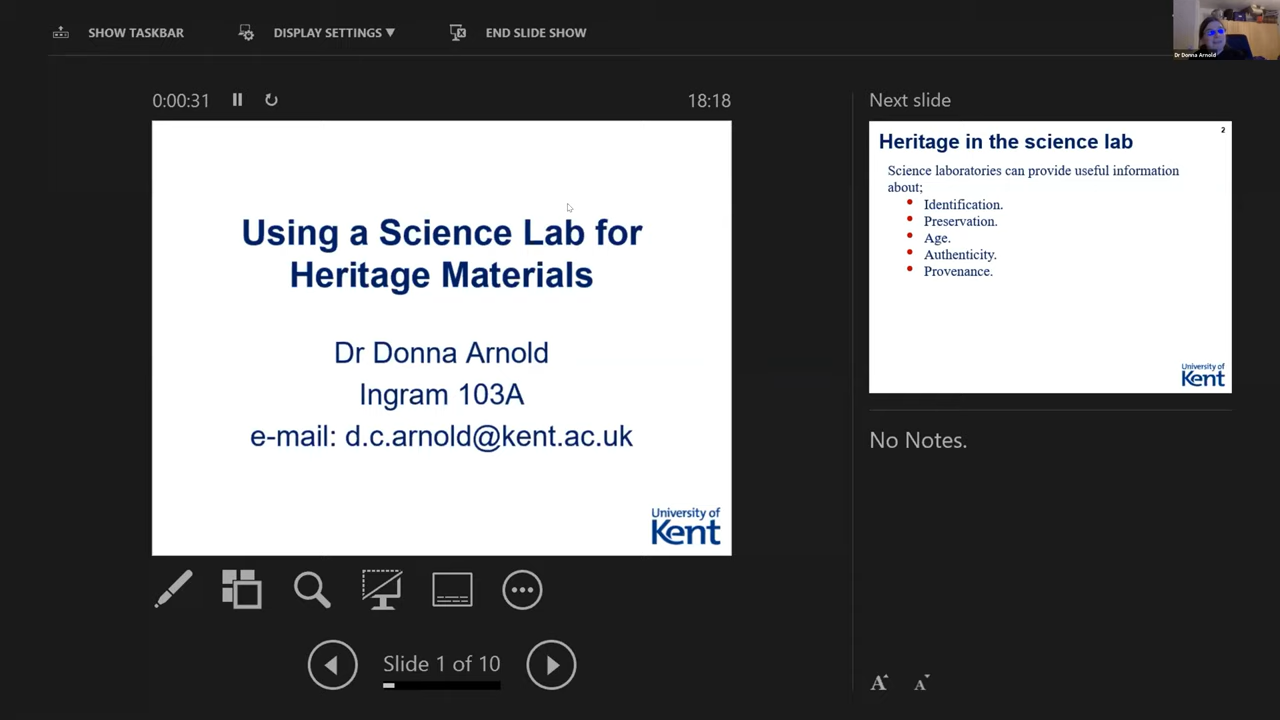 SHOW TASKBAR
DISPLAY SETTINGS ▼
END SLIDE SHOW
Dr Donna Arnold
0:00:31
18:18
Using a Science Lab for
Heritage Materials
Dr Donna Arnold
Ingram 103A
e-mail: d.c.arnold@kent.ac.uk
University of
Kent
Slide 1 of 10
Next slide
2
Heritage in the science lab
Science laboratories can provide useful information
about;
• Identification.
• Preservation.
• Age.
• Authenticity.
• Provenance.
University of
Kent
No Notes.
A A